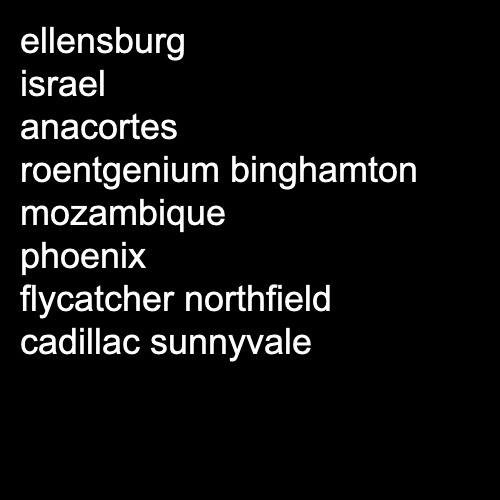 ellensburg
israel
anacortes
roentgenium binghamton
mozambique
phoenix
flycatcher northfield
cadillac sunnyvale